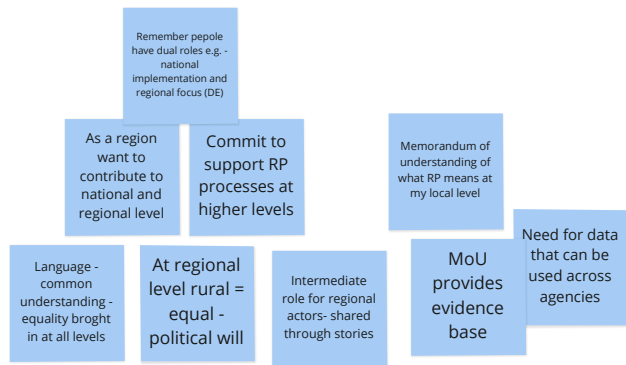 Remember pepole
have dual roles e.g. -
national
implementation and
regional focus (DE)
As a region
want to
contribute to
national and
regional level
Commit to
support RP
processes at
higher levels
Memorandum of
understanding of
what RP means at
my local level
Need for data
that can be
used across
agencies
Language -
common
understanding -
equality broght
in at all levels
At regional
level rural =
equal -
political will
Intermediate
role for regional
actors- shared
through stories
MoU
provides
evidence
base